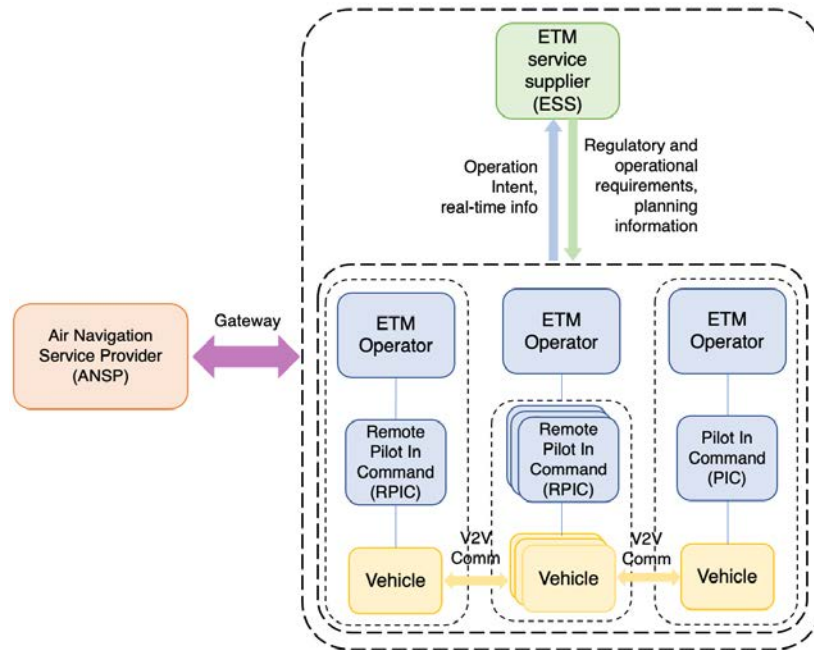 ETM
service
supplier
(ESS)
Operation
Intent,
real-time info
Regulatory and
operational
requirements,
planning
information
Air Navigation
Service Provider
(ANSP)
Gateway
ETM
Operator
ETM
Operator
ETM
Operator
Remote
Pilot In
Command
(RPIC)
Remote
Pilot In
Command
(RPIC)
Pilot In
Command
(PIC)
V2V
Comm
V2V
Comm
Vehicle
Vehicle
Vehicle